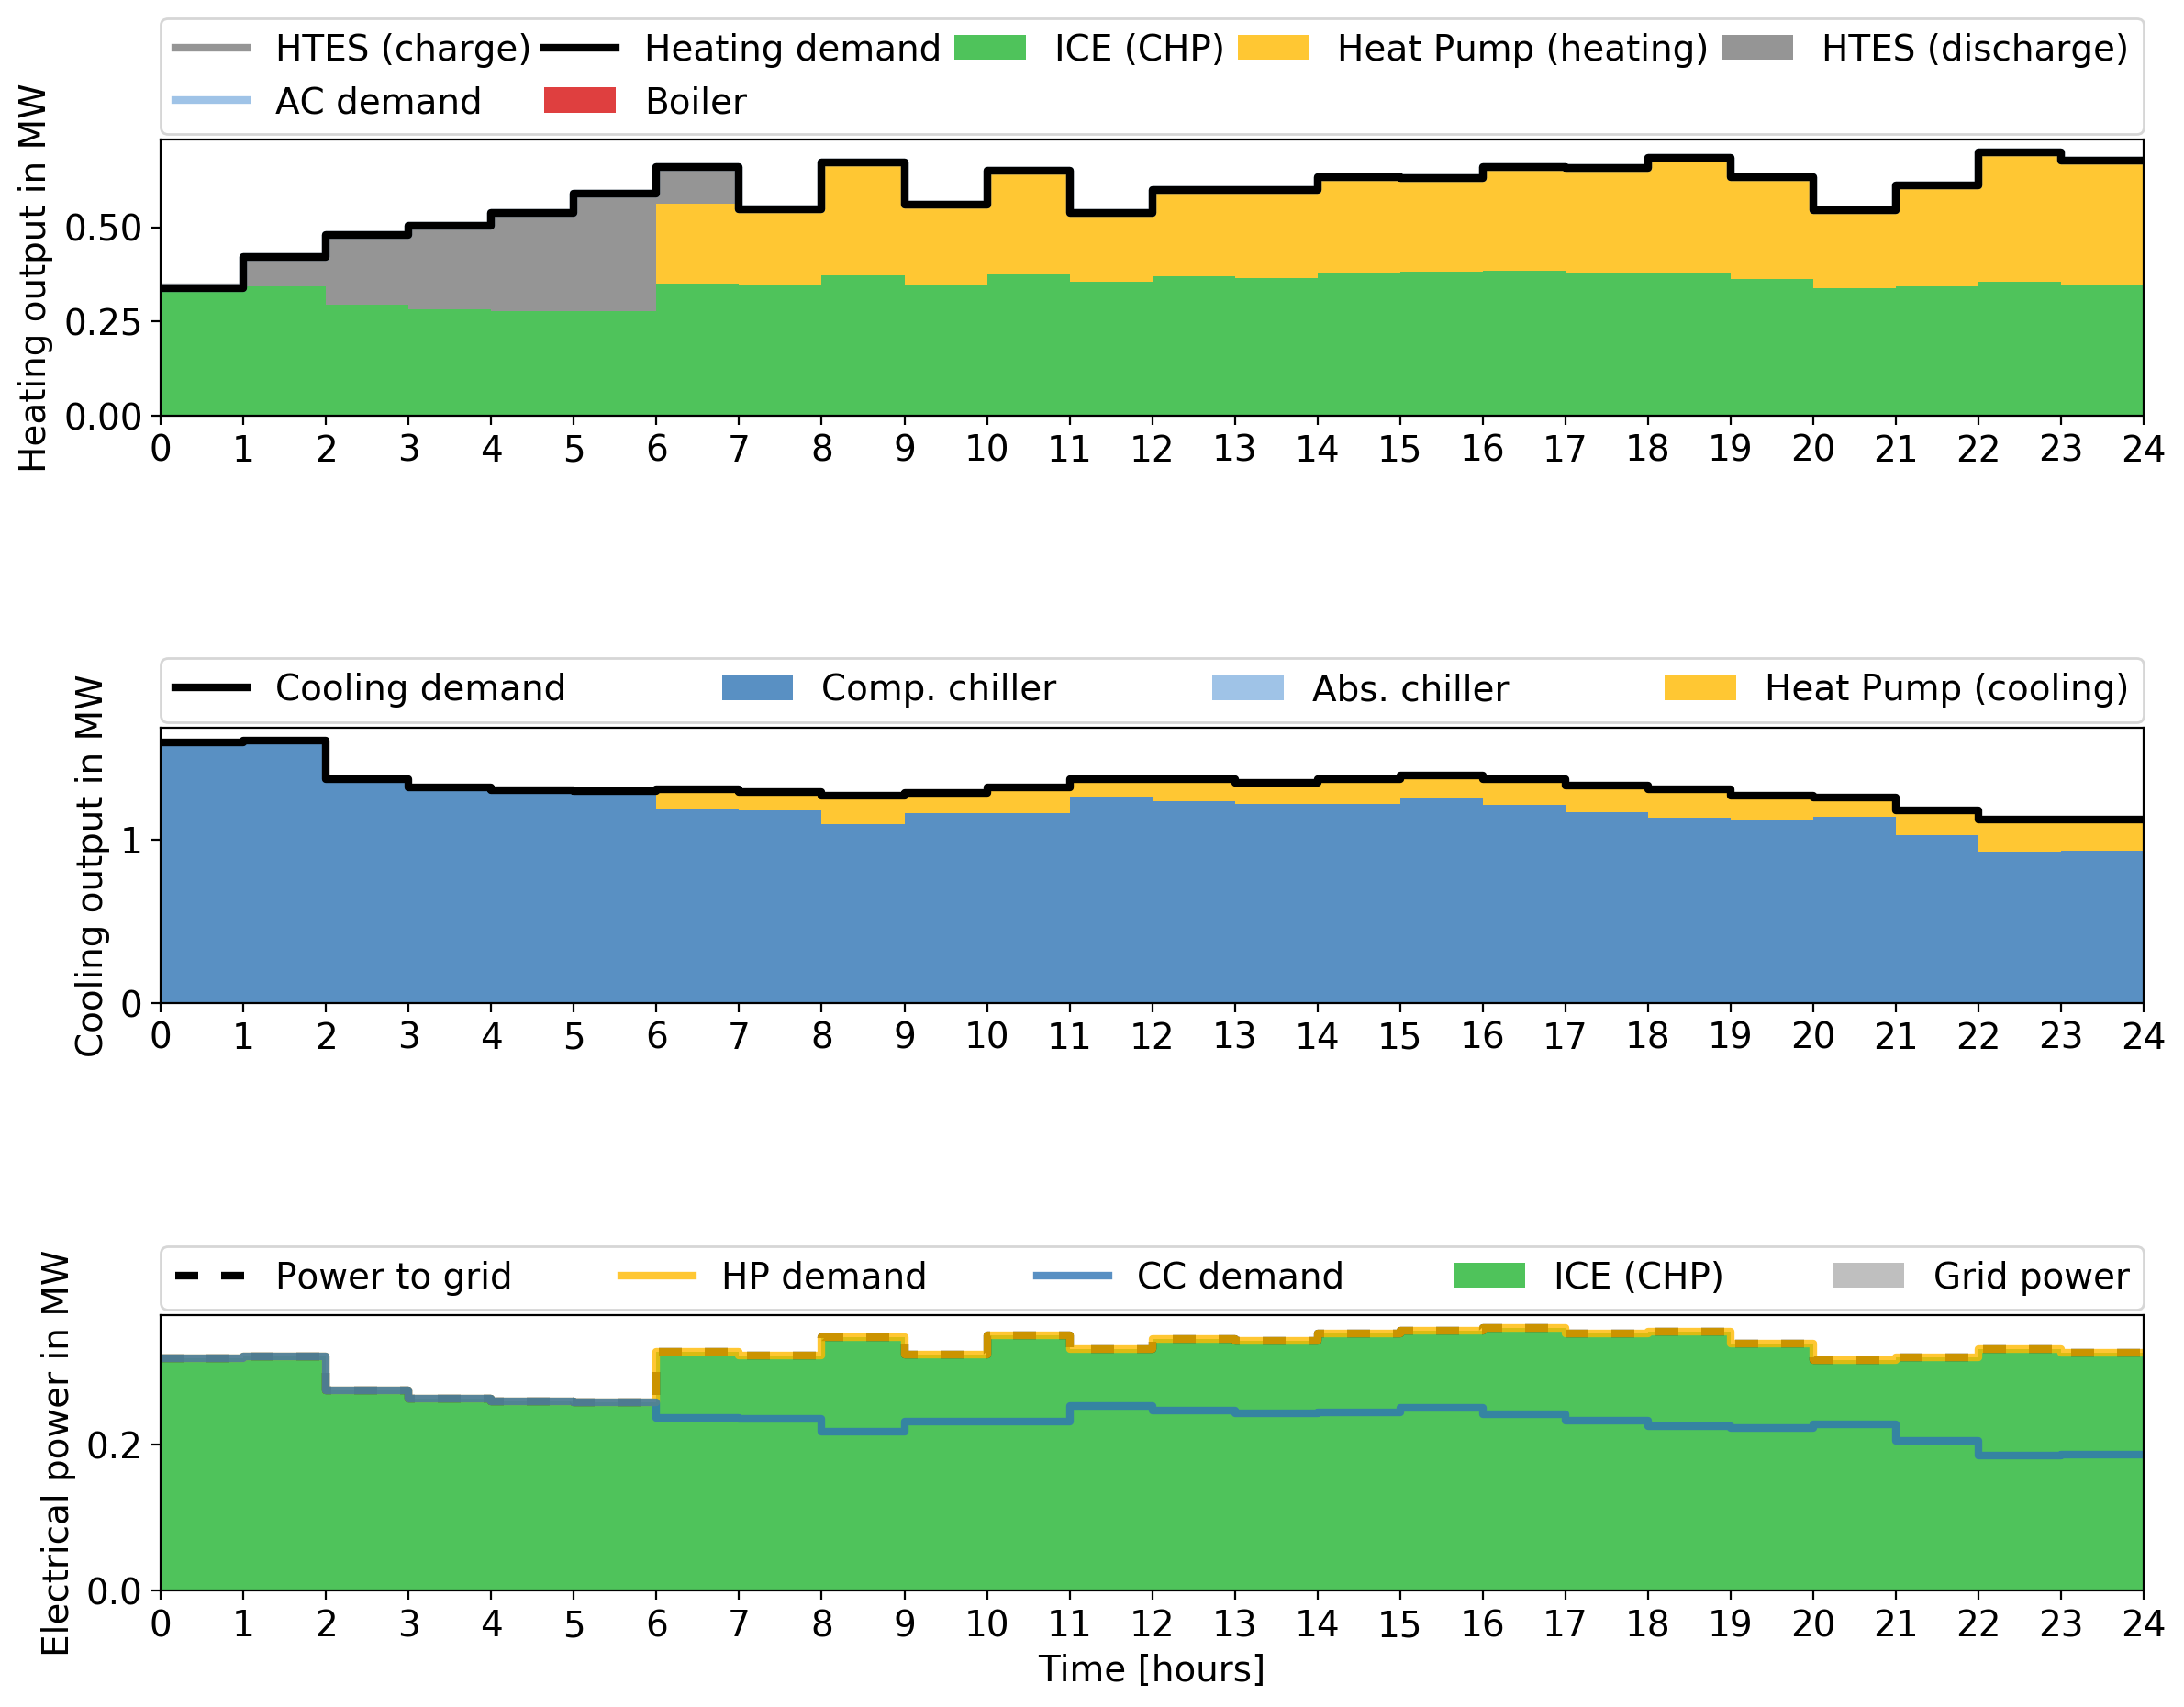 HTES (charge) Heating demand ICE (CHP) Heat Pump (heating) HTES (discharge)
AC demand Boiler
Heating output in MW
0.50
0.25
0.00
0 1 2 3 4 5 6 7 8 9 10 11 12 13 14 15 16 17 18 19 20 21 22 23 24
Cooling demand Comp. chiller Abs. chiller Heat Pump (cooling)
Cooling output in MW
1
0
0 1 2 3 4 5 6 7 8 9 10 11 12 13 14 15 16 17 18 19 20 21 22 23 24
Power to grid HP demand CC demand ICE (CHP) Grid power
Electrical power in MW
0.2
0.0
0 1 2 3 4 5 6 7 8 9 10 11 12 13 14 15 16 17 18 19 20 21 22 23 24
Time [hours]